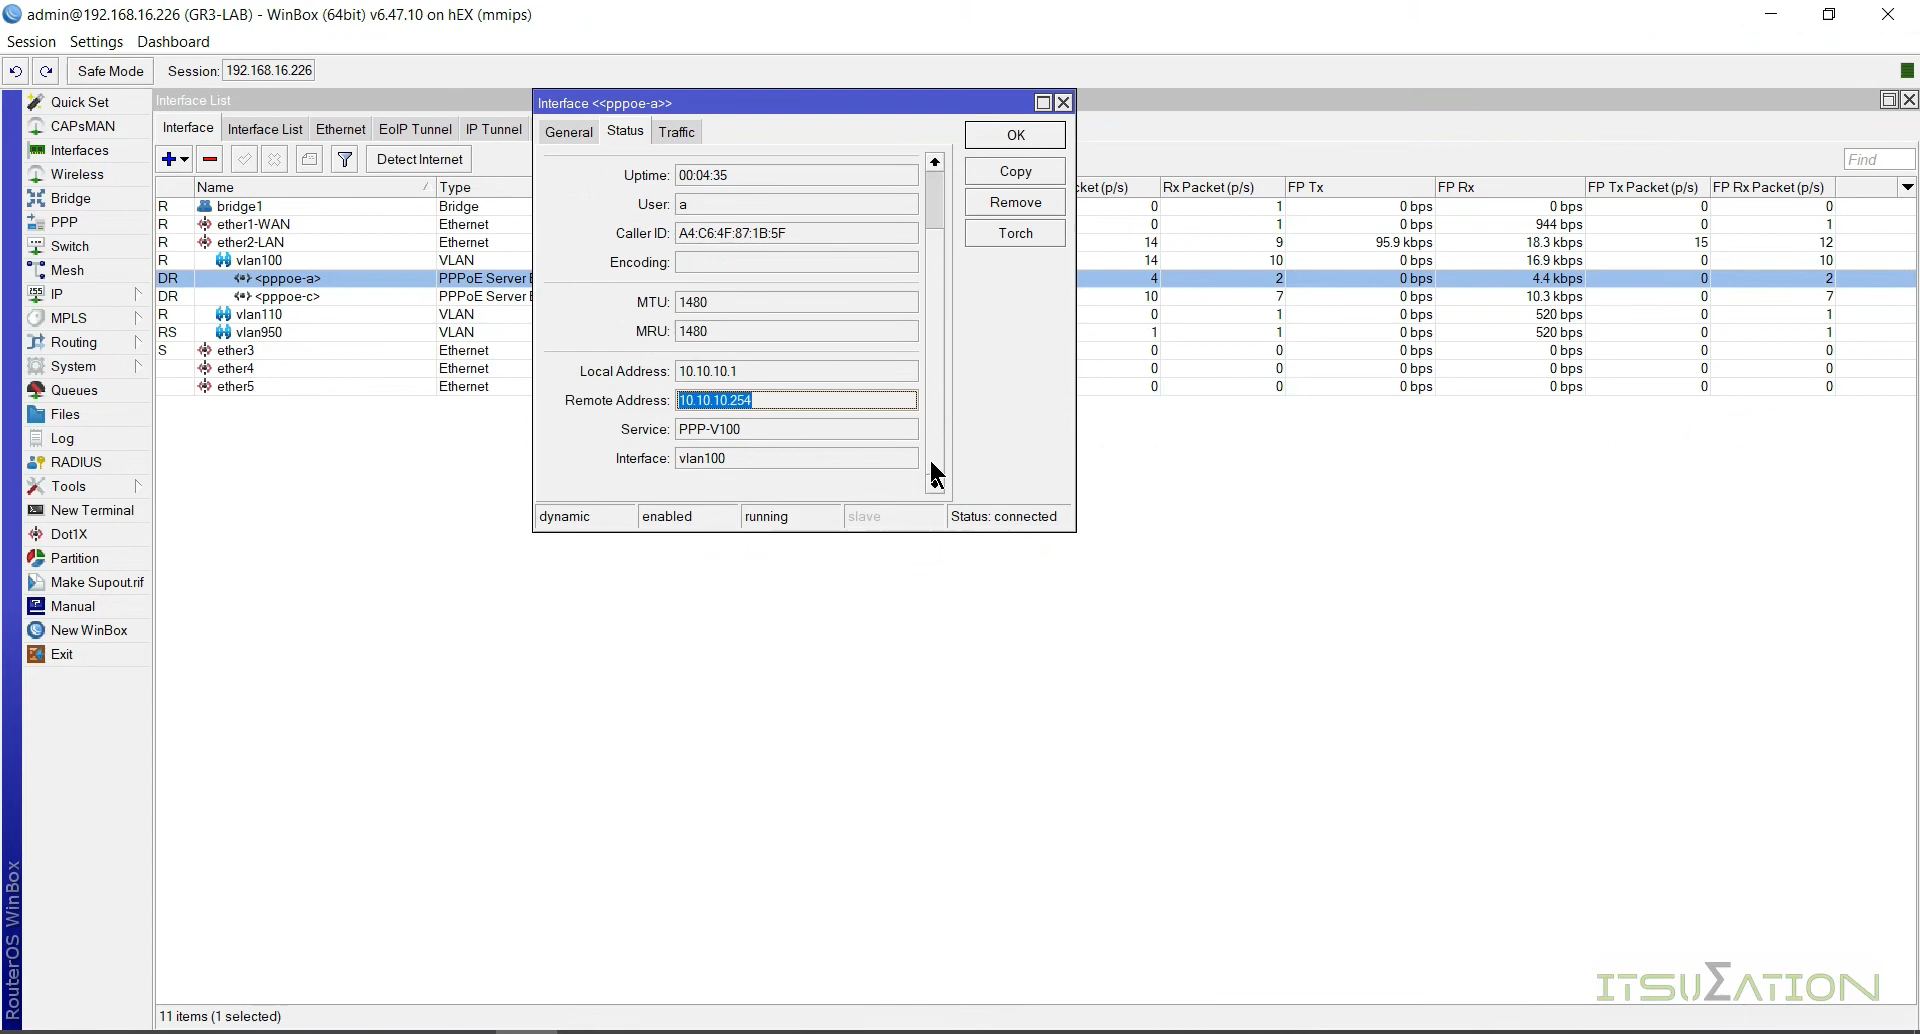 admin@192.168.16.226 (GR3-LAB) - WinBox (64bit) v6.47.10 on hEX (mmips)
Session Settings Dashboard
Safe Mode Session: 192.168.16.226
Quick Set
CAPsMAN
Interfaces
Wireless
Bridge
PPP
Switch
Mesh
IP
MPLS
Routing
System
Queues
Files
Log
RADIUS
Tools
New Terminal
Dot1X
Partition
Make Supout.rif
Manual
New WinBox
Exit
RouterOS WinBox
Interface List
Interface Interface List Ethernet EoIP Tunnel IP Tunnel
Detect Internet
Find
Name Type cket (p/s) Rx Packet (p/s) FP Tx FP Rx FP Tx Packet (p/s) FP Rx Packet (p/s)
R bridge1 Bridge 0 1 0 bps 0 bps 0 0
R ether1-WAN Ethernet 0 1 0 bps 944 bps 0 1
R ether2-LAN Ethernet 14 9 95.9 kbps 18.3 kbps 15 12
R vlan100 VLAN 14 10 0 bps 16.9 kbps 0 10
DR <pppoe-a> PPPoE Server 4 2 0 bps 4.4 kbps 0 2
DR <pppoe-c> PPPoE Server 10 7 0 bps 10.3 kbps 0 7
R vlan110 VLAN 0 1 0 bps 520 bps 0 1
RS vlan950 VLAN 1 1 0 bps 520 bps 0 1
S ether3 Ethernet 0 0 0 bps 0 bps 0 0
ether4 Ethernet 0 0 0 bps 0 bps 0 0
ether5 Ethernet 0 0 0 bps 0 bps 0 0
Interface <<pppoe-a>>
General Status Traffic
Uptime: 00:04:35
User: a
Caller ID: A4:C6:4F:87:1B:5F
Encoding:
MTU: 1480
MRU: 1480
Local Address: 10.10.10.1
Remote Address: 10.10.10.254
Service: PPP-V100
Interface: vlan100
OK
Copy
Remove
Torch
dynamic enabled running slave Status: connected
11 items (1 selected)
ITSUΣATION